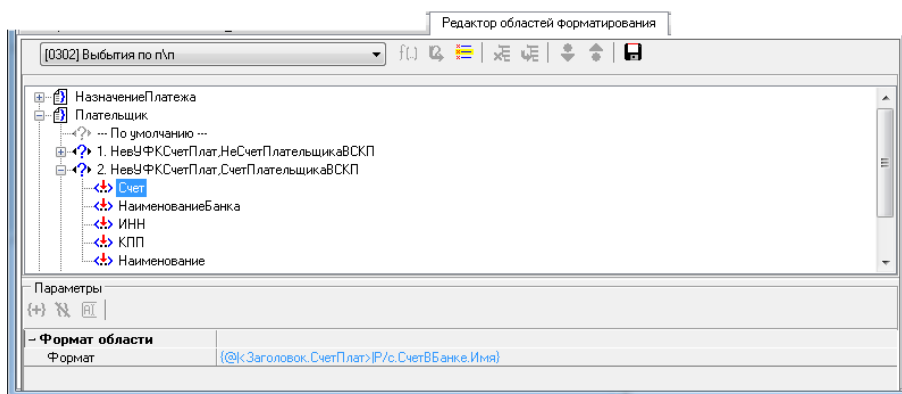 Редактор областей форматирования
[0302] Выбытия по п\п
f(..)
НазначениеПлатежа
Плательщик
--- По умолчанию ---
1. НевУФКСчетПлат,НеСчетПлательщикаВСКП
2. НевУФКСчетПлат,СчетПлательщикаВСКП
Счет
НаименованиеБанка
ИНН
КПП
Наименование
Параметры
Формат области
Формат {@|<Заголовок.СчетПлат>|Р/с.СчетВБанке.Имя}